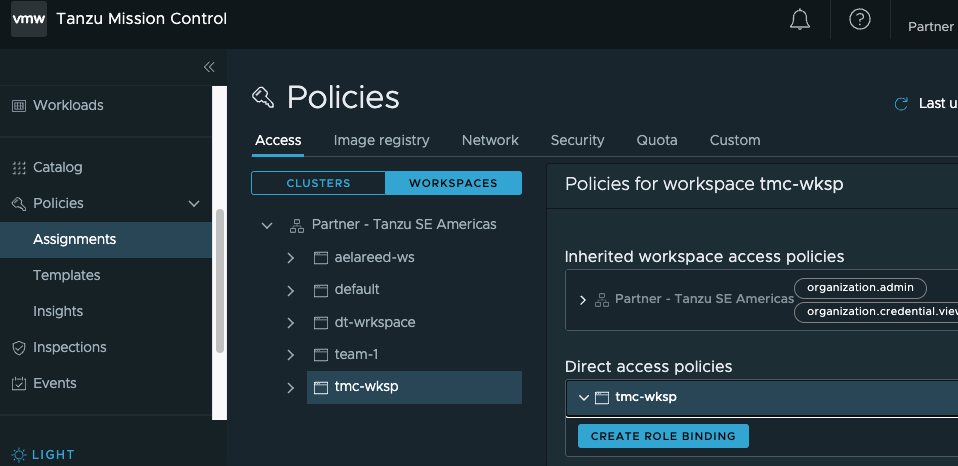 vmw Tanzu Mission Control
Partner
Workloads
Catalog
Policies
Assignments
Templates
Insights
Inspections
Events
LIGHT
Policies
Last u
Access Image registry Network Security Quota Custom
CLUSTERS WORKSPACES
Partner - Tanzu SE Americas
aelareed-ws
default
dt-wrkspace
team-1
tmc-wksp
Policies for workspace tmc-wksp
Inherited workspace access policies
Partner - Tanzu SE Americas organization.admin
organization.credential.view
Direct access policies
tmc-wksp
CREATE ROLE BINDING